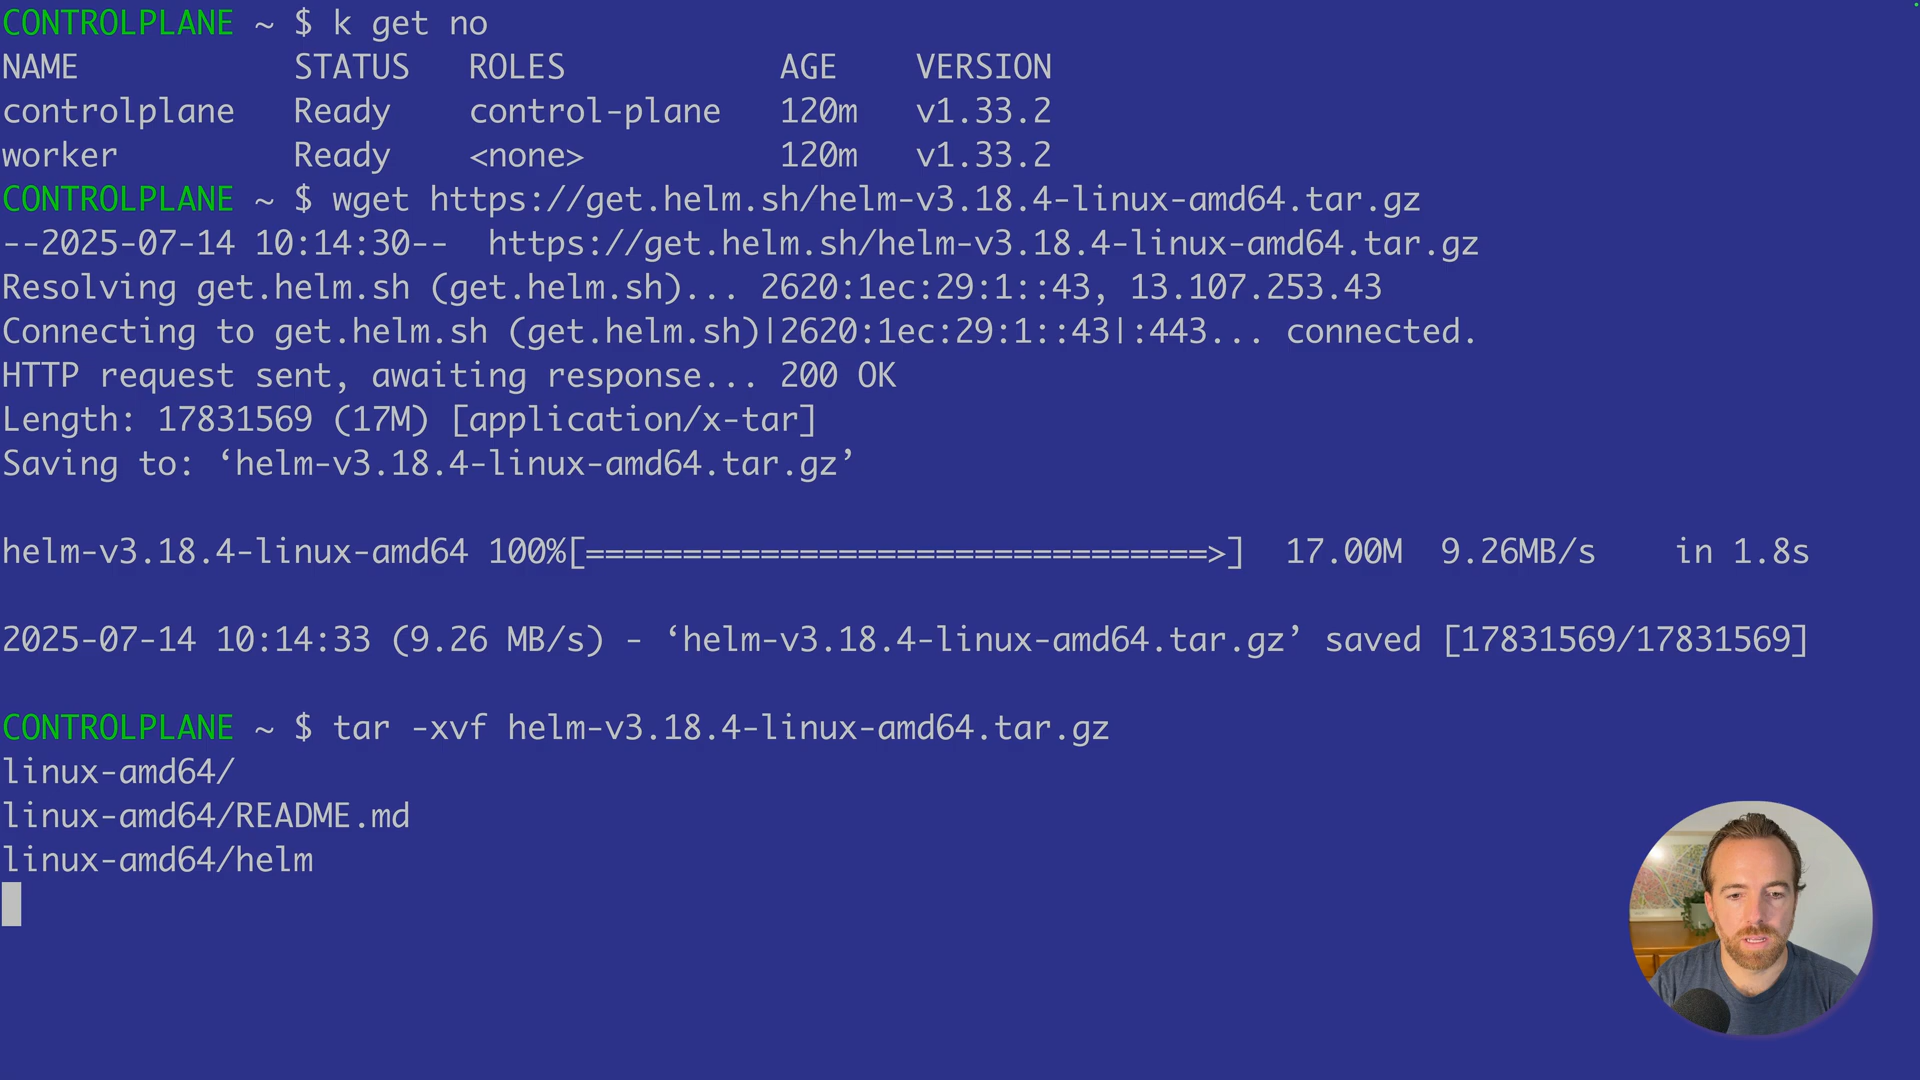 CONTROLPLANE ~ $ k get no
NAME STATUS ROLES AGE VERSION
controlplane Ready control-plane 120m v1.33.2
worker Ready <none> 120m v1.33.2
CONTROLPLANE ~ $ wget https://get.helm.sh/helm-v3.18.4-linux-amd64.tar.gz
--2025-07-14 10:14:30-- https://get.helm.sh/helm-v3.18.4-linux-amd64.tar.gz
Resolving get.helm.sh (get.helm.sh)... 2620:1ec:29:1::43, 13.107.253.43
Connecting to get.helm.sh (get.helm.sh)|2620:1ec:29:1::43|:443... connected.
HTTP request sent, awaiting response... 200 OK
Length: 17831569 (17M) [application/x-tar]
Saving to: ‘helm-v3.18.4-linux-amd64.tar.gz’
helm-v3.18.4-linux-amd64 100%[================================>] 17.00M 9.26MB/s in 1.8s
2025-07-14 10:14:33 (9.26 MB/s) - ‘helm-v3.18.4-linux-amd64.tar.gz’ saved [17831569/17831569]
CONTROLPLANE ~ $ tar -xvf helm-v3.18.4-linux-amd64.tar.gz
linux-amd64/
linux-amd64/README.md
linux-amd64/helm